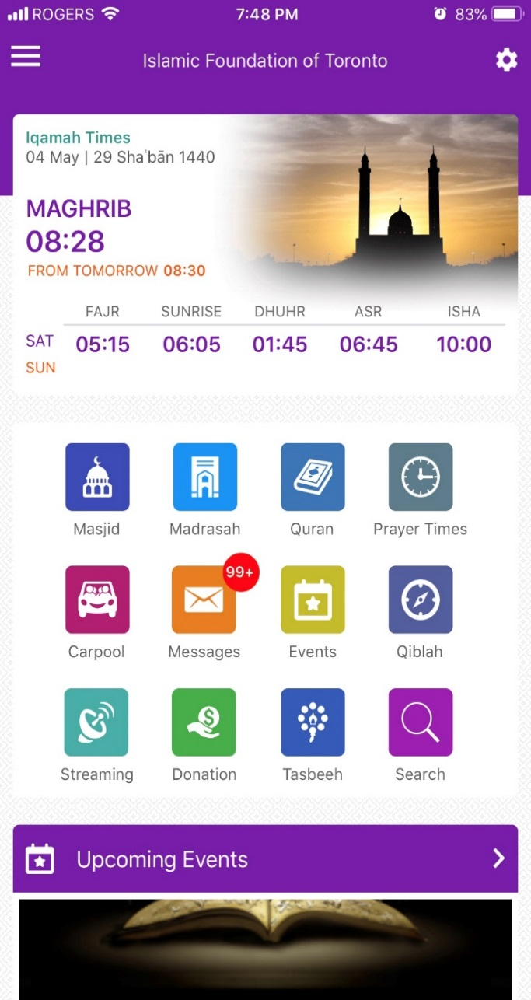 ROGERS 7:48 PM 83%
Islamic Foundation of Toronto
Iqamah Times
04 May | 29 Shaʿbān 1440
MAGHRIB
08:28
FROM TOMORROW 08:30
FAJR SUNRISE DHUHR ASR ISHA
SAT 05:15 06:05 01:45 06:45 10:00
SUN
Masjid Madrasah Quran Prayer Times
99+
Carpool Messages Events Qiblah
Streaming Donation Tasbeeh Search
Upcoming Events